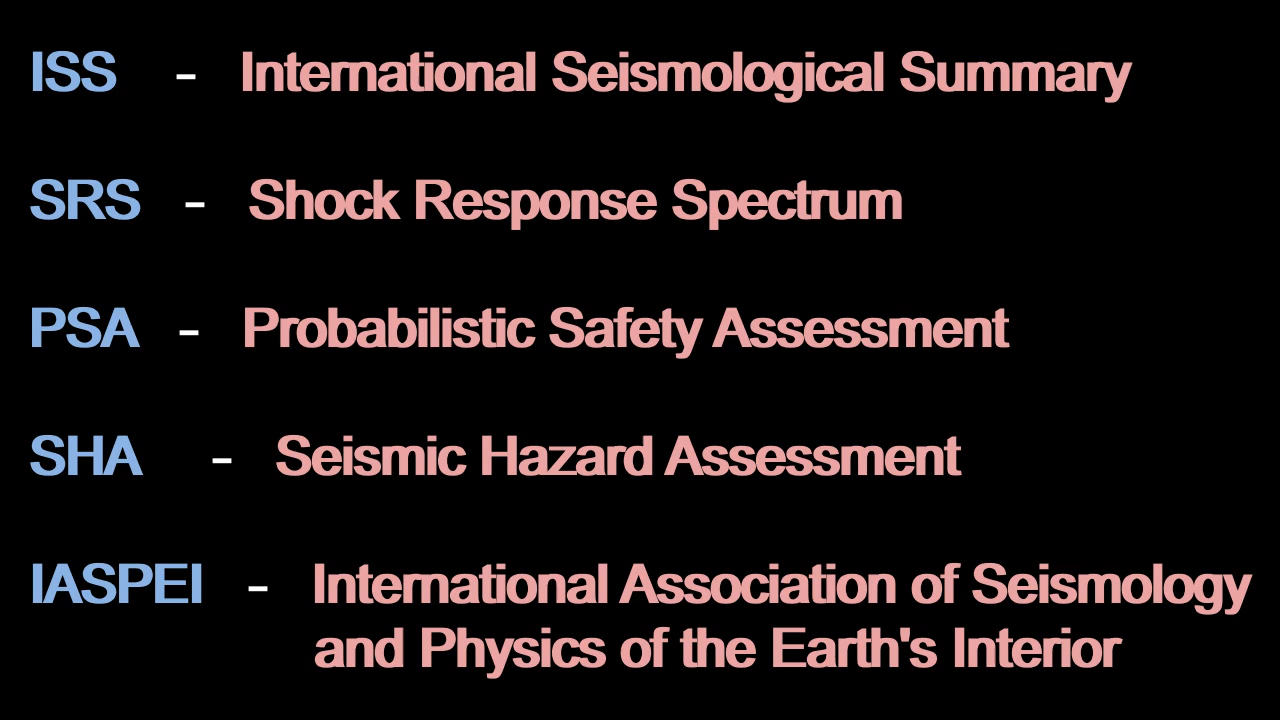 ISS - International Seismological Summary
SRS - Shock Response Spectrum
PSA - Probabilistic Safety Assessment
SHA - Seismic Hazard Assessment
IASPEI - International Association of Seismology
and Physics of the Earth's Interior